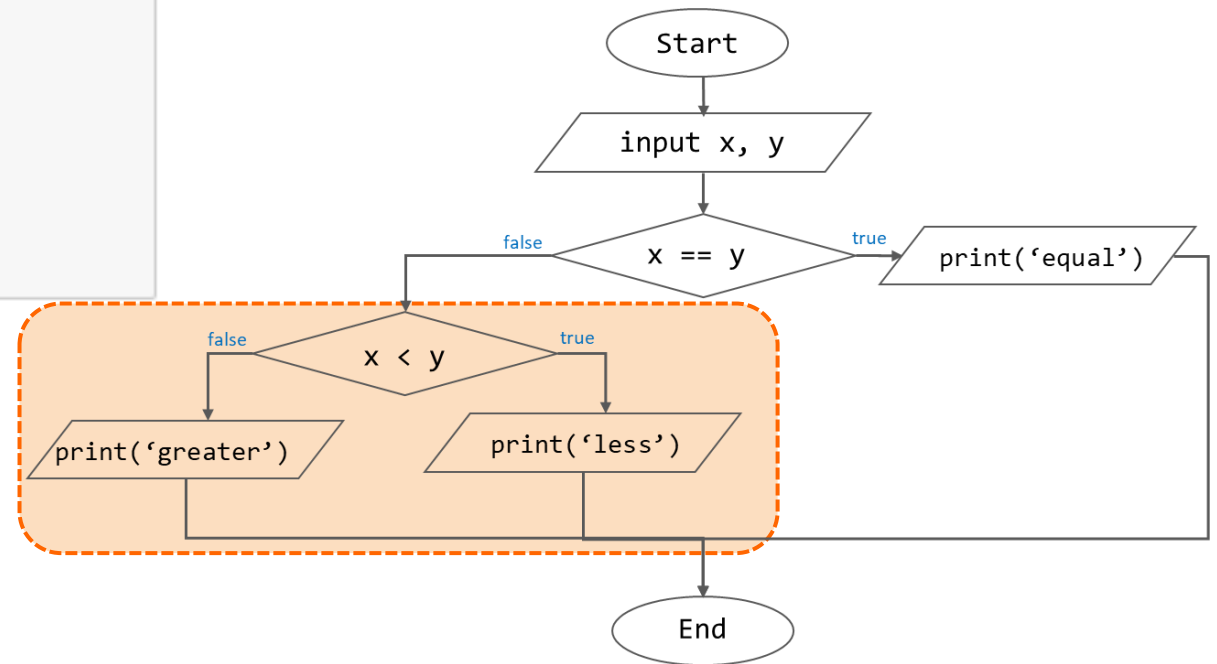 Start
input x, y
false
x == y
true
print(‘equal’)
false
x < y
true
print(‘greater’)
print(‘less’)
End